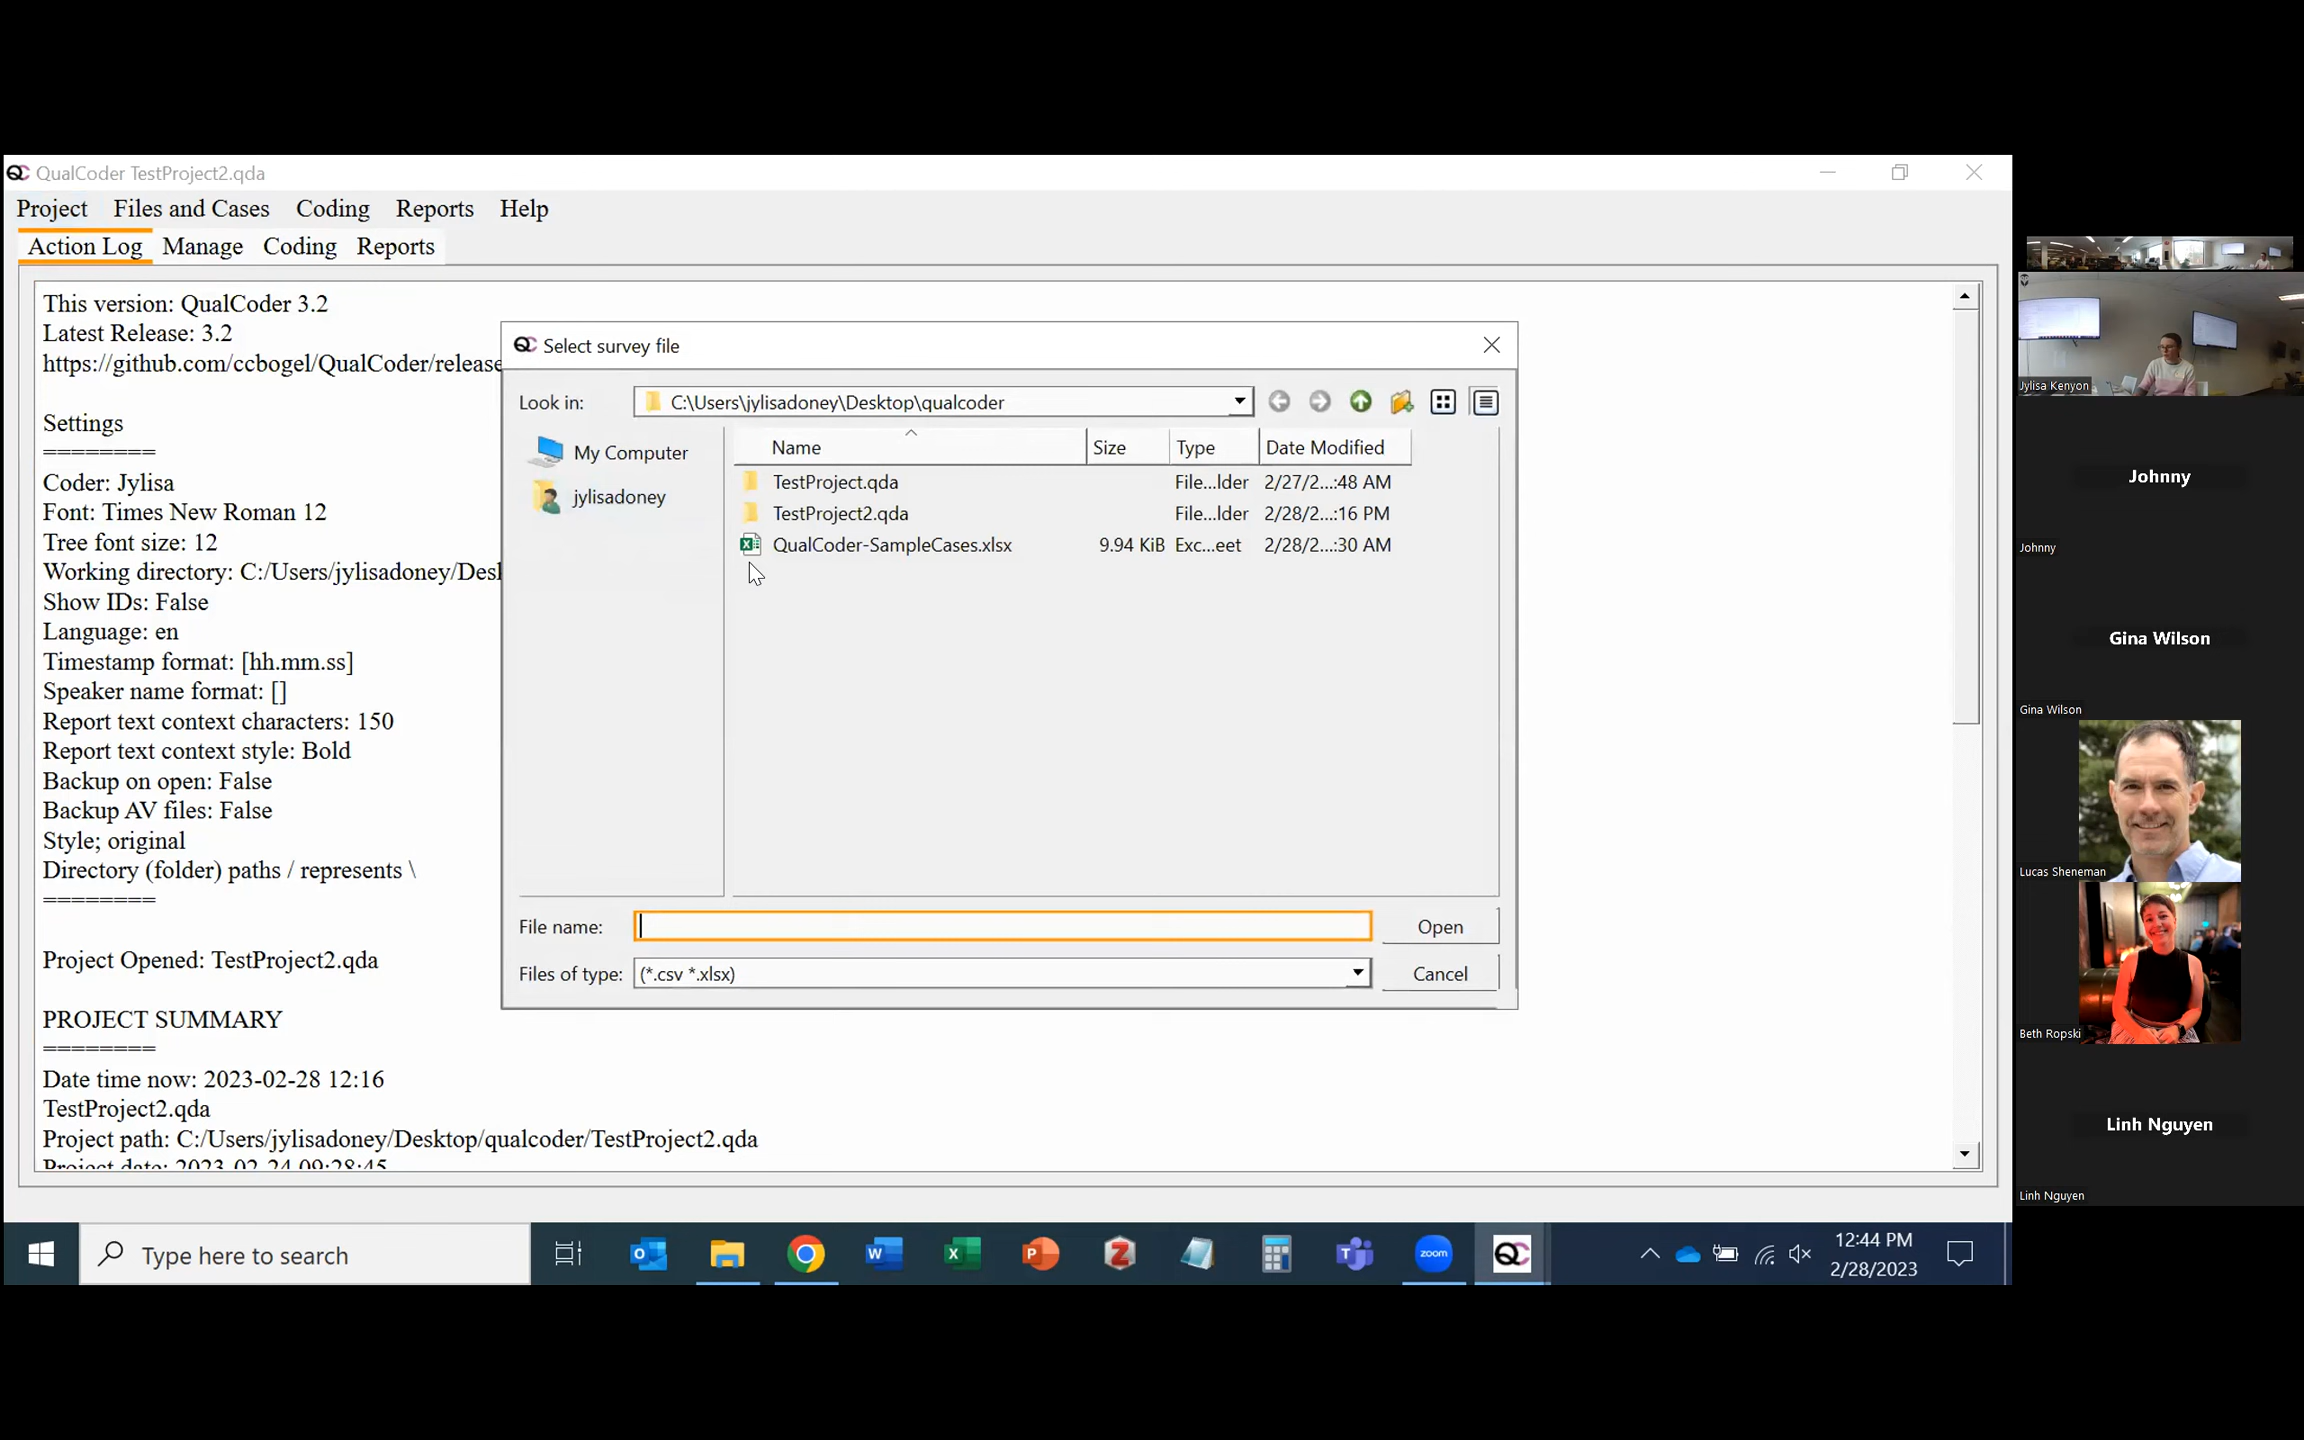 QualCoder TestProject2.qda
Project Files and Cases Coding Reports Help
Action Log Manage Coding Reports
This version: QualCoder 3.2
Latest Release: 3.2
https://github.com/ccbogel/QualCoder/release
Settings
========
Coder: Jylisa
Font: Times New Roman 12
Tree font size: 12
Working directory: C:/Users/jylisadoney/Des
Show IDs: False
Language: en
Timestamp format: [hh.mm.ss]
Speaker name format: []
Report text context characters: 150
Report text context style: Bold
Backup on open: False
Backup AV files: False
Style; original
Directory (folder) paths / represents \
========
Project Opened: TestProject2.qda
PROJECT SUMMARY
========
Date time now: 2023-02-28 12:16
TestProject2.qda
Project path: C:/Users/jylisadoney/Desktop/qualcoder/TestProject2.qda
Project date: 2023-02-24 09:28:45
Select survey file
Look in: C:\Users\jylisadoney\Desktop\qualcoder
My Computer
jylisadoney
Name Size Type Date Modified
TestProject.qda File...lder 2/27/2...:48 AM
TestProject2.qda File...lder 2/28/2...:16 PM
QualCoder-SampleCases.xlsx 9.94 KiB Exc...eet 2/28/2...:30 AM
File name: Open
Files of type: (*.csv *.xlsx) Cancel
Type here to search
zoom
12:44 PM
2/28/2023
Jylisa Kenyon
Johnny
Johnny
Gina Wilson
Gina Wilson
Lucas Sheneman
Beth Ropski
Linh Nguyen
Linh Nguyen